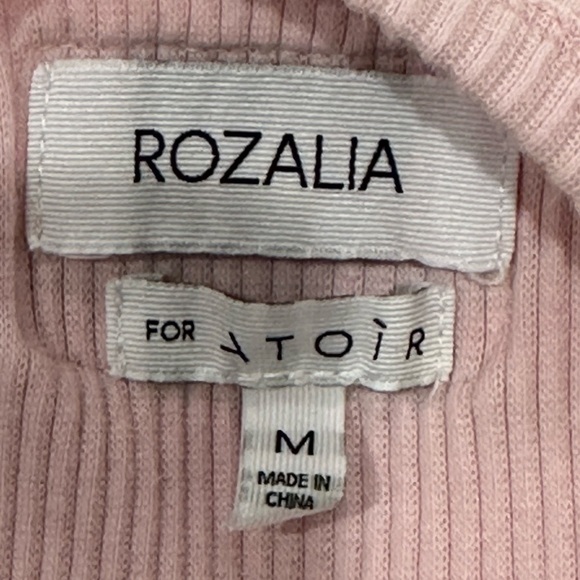 ROZALIA
FOR ATOÌR
M
MADE IN
CHINA